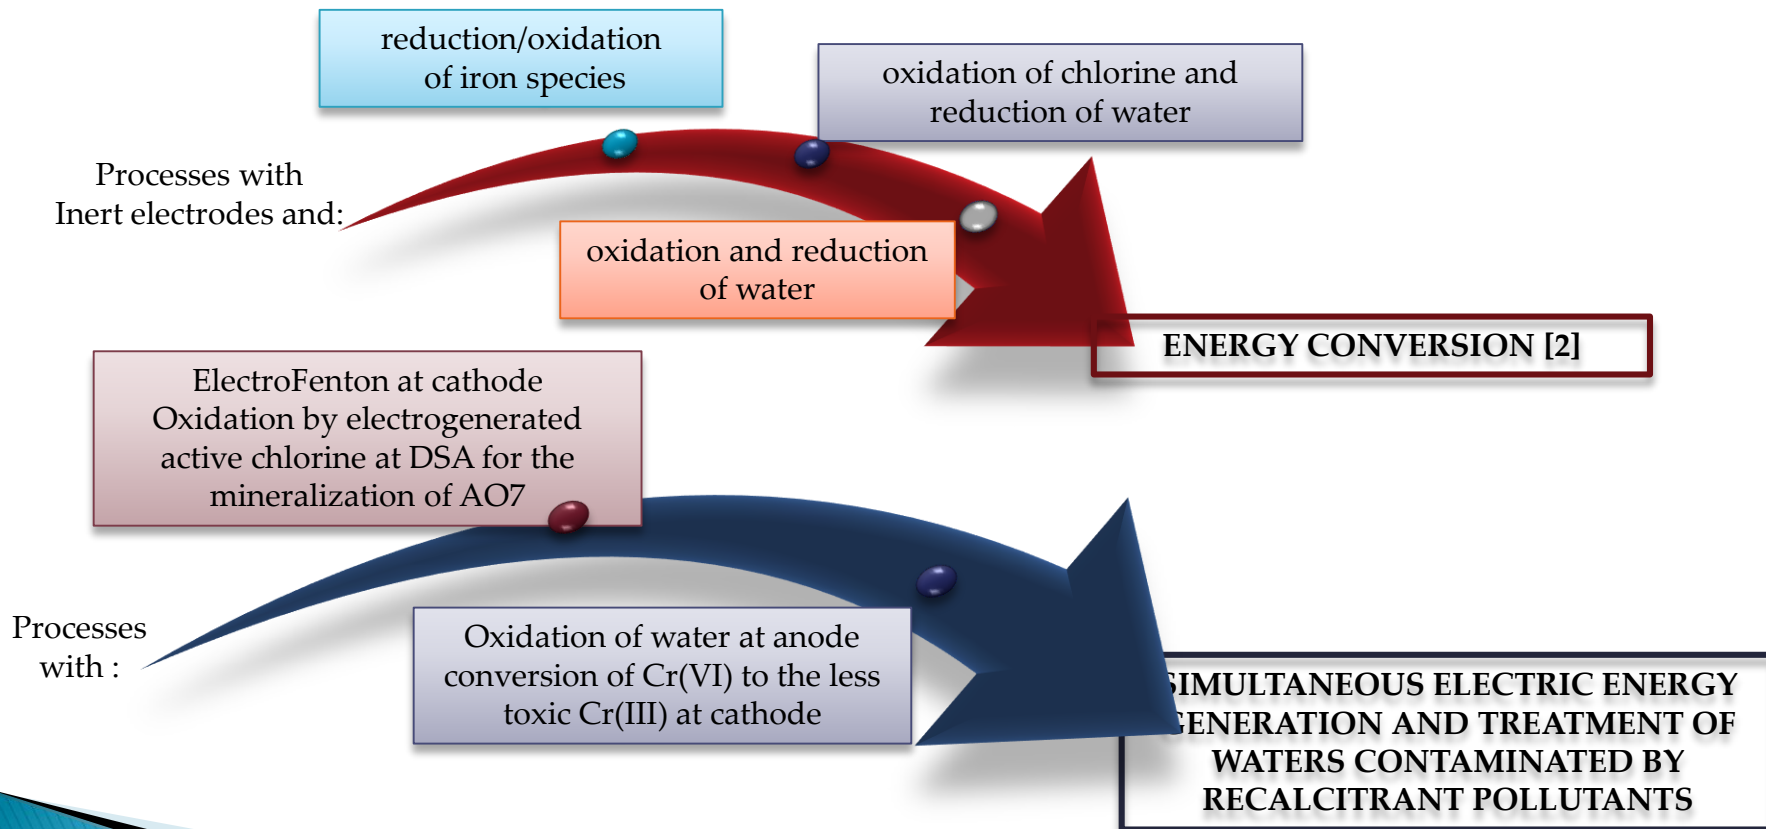 reduction/oxidation
of iron species
oxidation of chlorine and
reduction of water
Processes with
Inert electrodes and:
oxidation and reduction
of water
ENERGY CONVERSION [2]
ElectroFenton at cathode
Oxidation by electrogenerated
active chlorine at DSA for the
mineralization of AO7
Processes
with :
Oxidation of water at anode
conversion of Cr(VI) to the less
toxic Cr(III) at cathode
SIMULTANEOUS ELECTRIC ENERGY
GENERATION AND TREATMENT OF
WATERS CONTAMINATED BY
RECALCITRANT POLLUTANTS